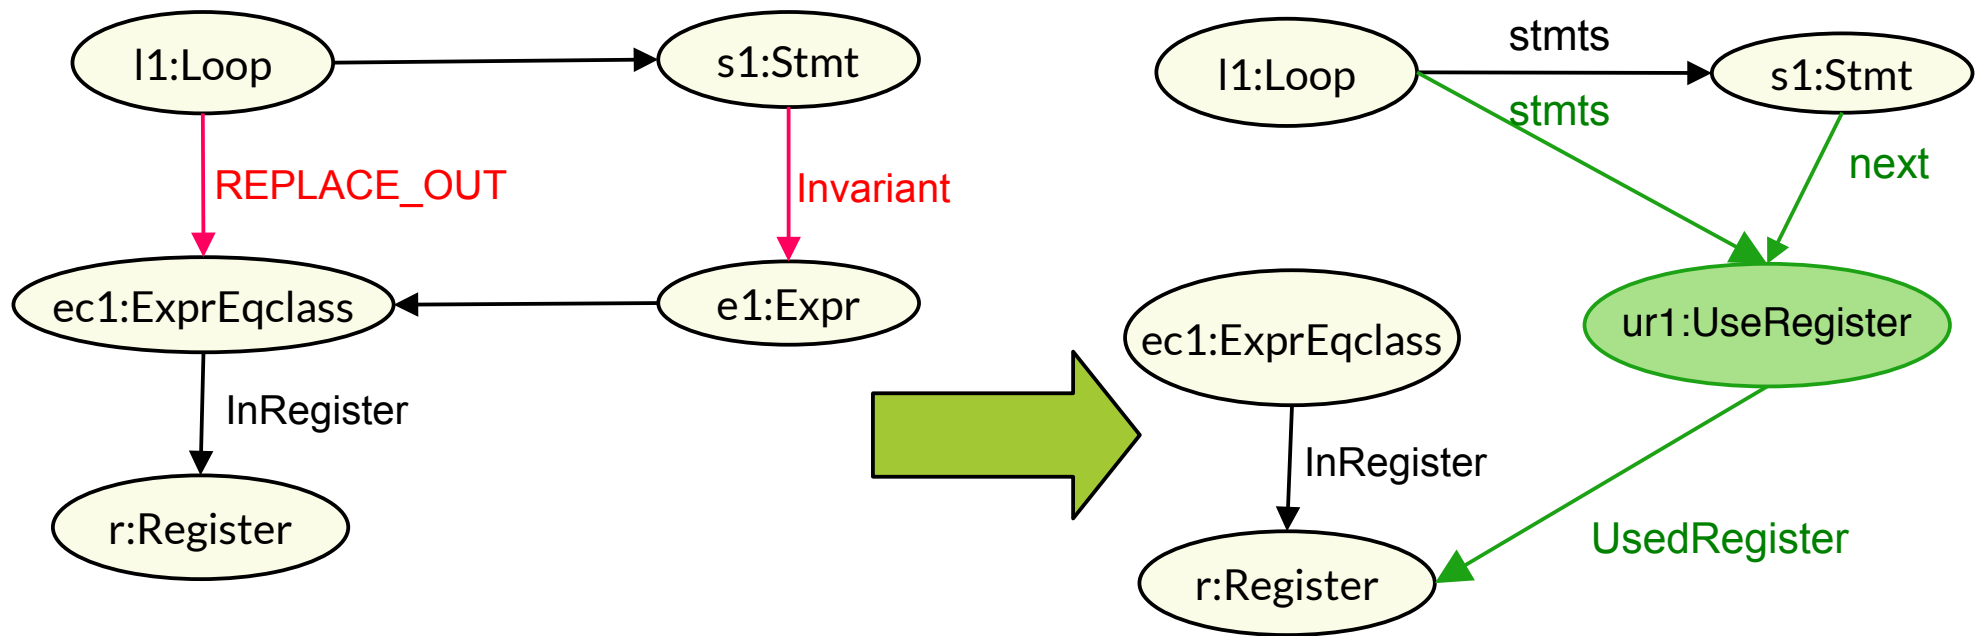 l1:Loop
s1:Stmt
REPLACE_OUT
Invariant
ec1:ExprEqclass
e1:Expr
InRegister
r:Register
l1:Loop
stmts
s1:Stmt
stmts
next
ec1:ExprEqclass
ur1:UseRegister
InRegister
UsedRegister
r:Register